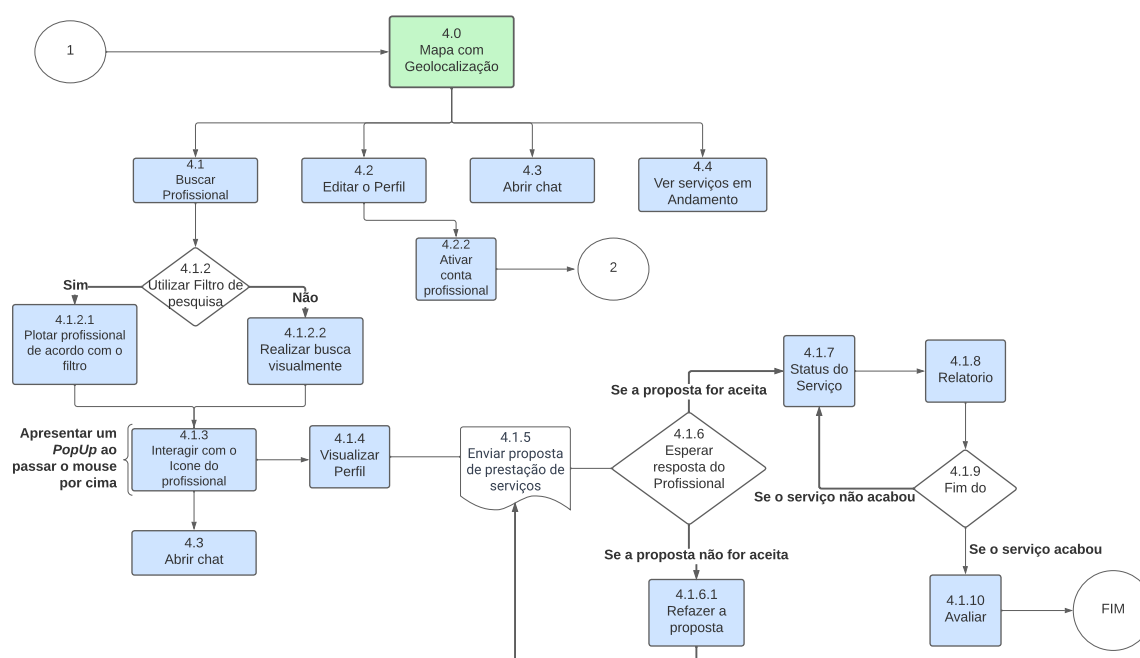 1
4.0
Mapa com
Geolocalização
4.1
Buscar
Profissional
4.2
Editar o Perfil
4.3
Abrir chat
4.4
Ver serviços em
Andamento
4.2.2
Ativar
conta
profissional
2
4.1.2
Utilizar Filtro de
pesquisa
Sim
Não
4.1.2.1
Plotar profissional
de acordo com o
filtro
4.1.2.2
Realizar busca
visualmente
Apresentar um
PopUp ao
passar o mouse
por cima
4.1.3
Interagir com o
Icone do
profissional
4.3
Abrir chat
4.1.4
Visualizar
Perfil
4.1.5
Enviar proposta
de prestação de
serviços
4.1.6
Esperar
resposta do
Profissional
Se a proposta for aceita
Se a proposta não for aceita
4.1.6.1
Refazer a
proposta
4.1.7
Status do
Serviço
4.1.8
Relatorio
4.1.9
Fim do
Se o serviço não acabou
Se o serviço acabou
4.1.10
Avaliar
FIM